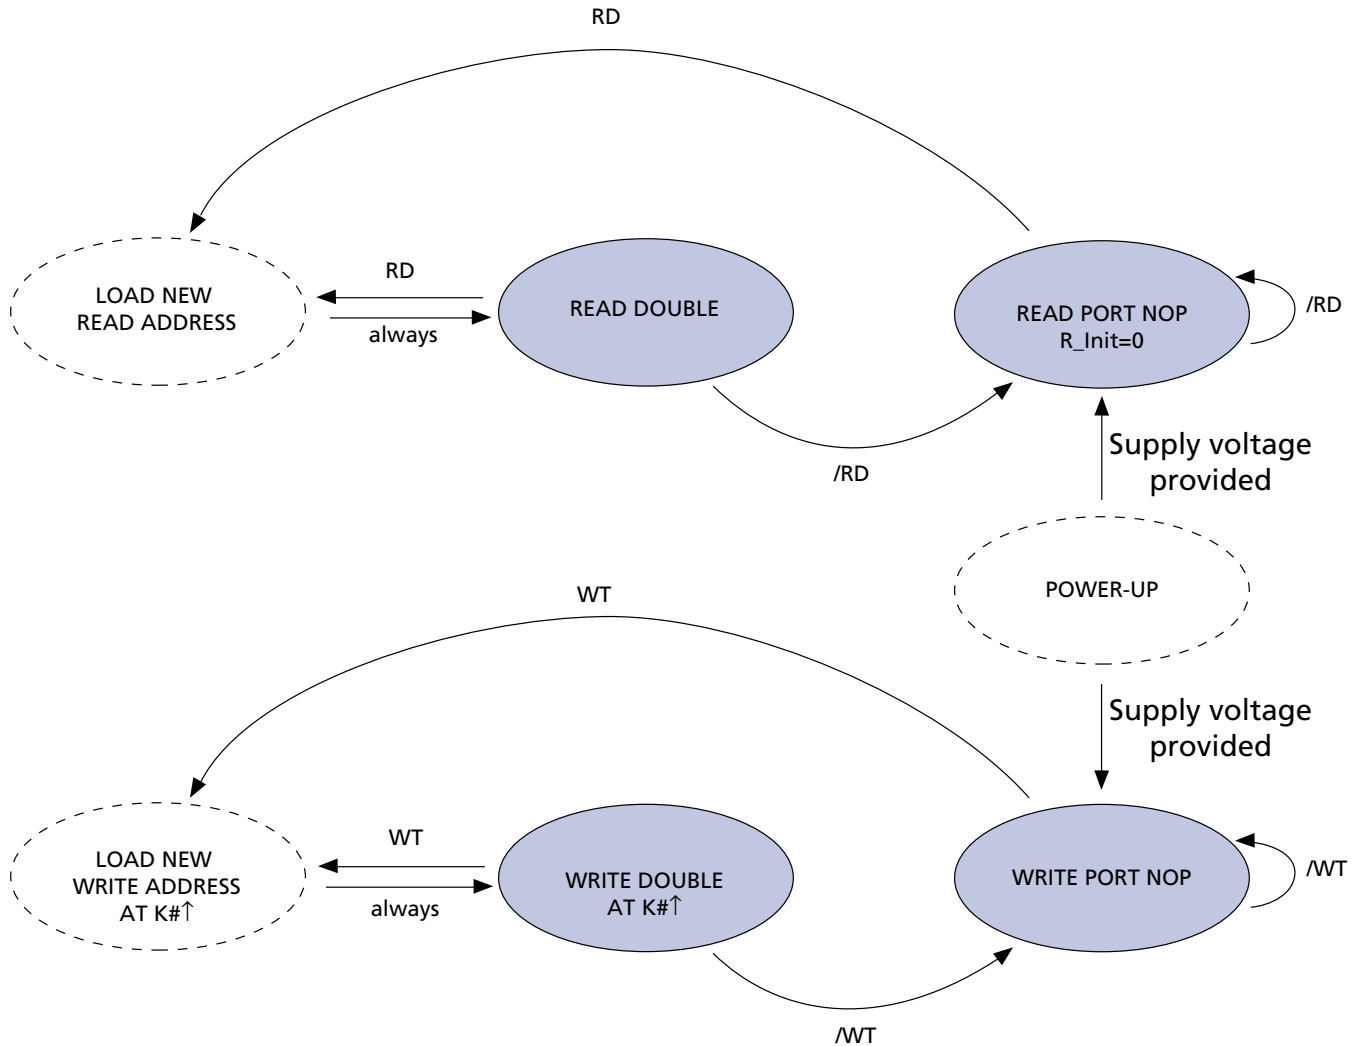 RD
LOAD NEW
READ ADDRESS
RD
always
READ DOUBLE
READ PORT NOP
R_Init=0
/RD
/RD
Supply voltage
provided
POWER-UP
WT
Supply voltage
provided
LOAD NEW
WRITE ADDRESS
AT K#↑
WT
always
WRITE DOUBLE
AT K#↑
WRITE PORT NOP
/WT
/WT